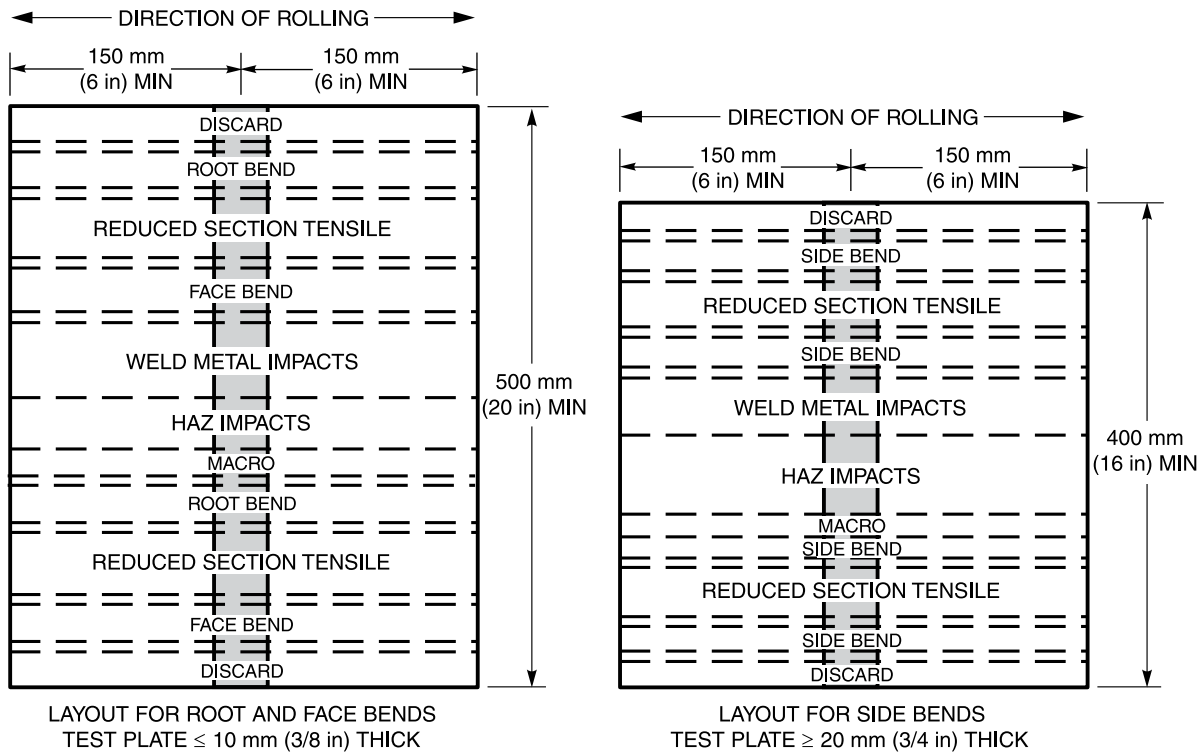 DIRECTION OF ROLLING
150 mm
(6 in) MIN
150 mm
(6 in) MIN
DISCARD
ROOT BEND
REDUCED SECTION TENSILE
FACE BEND
WELD METAL IMPACTS
HAZ IMPACTS
MACRO
ROOT BEND
REDUCED SECTION TENSILE
FACE BEND
DISCARD
500 mm
(20 in) MIN
LAYOUT FOR ROOT AND FACE BENDS
TEST PLATE ≤ 10 mm (3/8 in) THICK
DIRECTION OF ROLLING
150 mm
(6 in) MIN
150 mm
(6 in) MIN
DISCARD
SIDE BEND
REDUCED SECTION TENSILE
SIDE BEND
WELD METAL IMPACTS
HAZ IMPACTS
MACRO
SIDE BEND
REDUCED SECTION TENSILE
SIDE BEND
DISCARD
400 mm
(16 in) MIN
LAYOUT FOR SIDE BENDS
TEST PLATE ≥ 20 mm (3/4 in) THICK